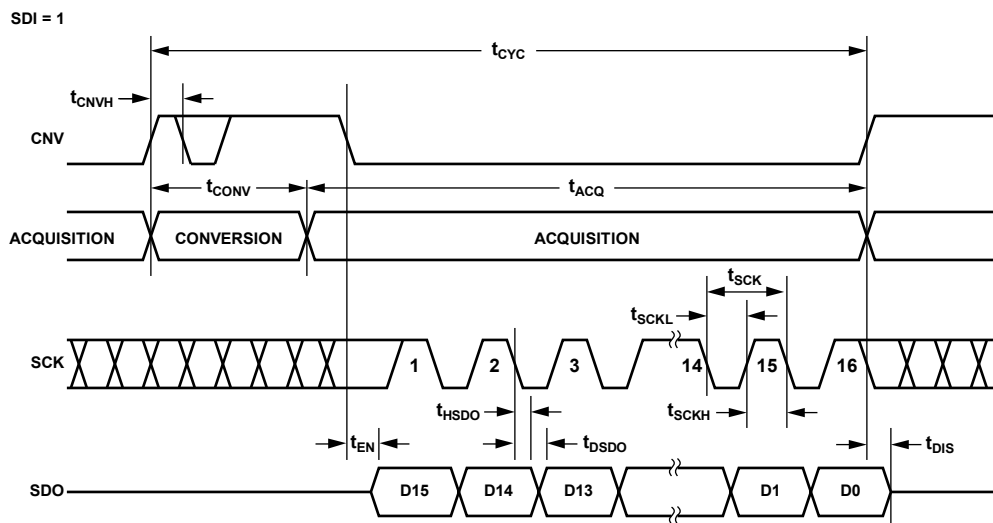 SDI = 1
tCYC
tCNVH
CNV
tCONV
tACQ
ACQUISITION CONVERSION ACQUISITION
tSCK
tSCKL
SCK 1 2 3 14 15 16
tHSDO tSCKH
tEN tDSDO tDIS
SDO D15 D14 D13 D1 D0